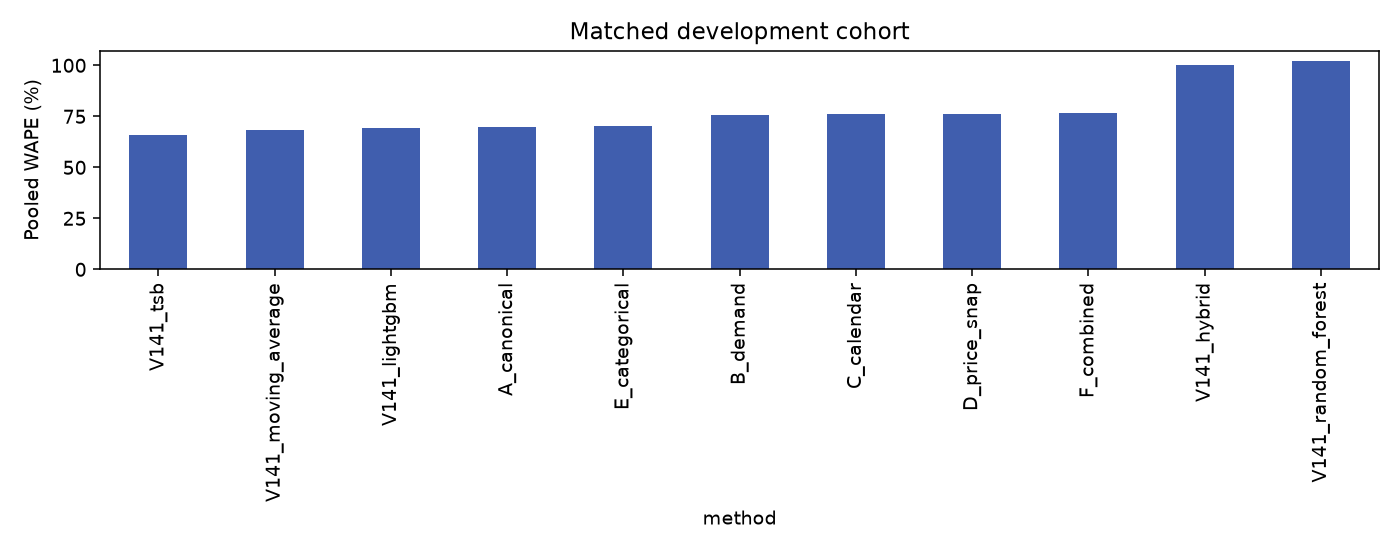 Matched development cohort
Pooled WAPE (%)
100
75
50
25
0
V141_tsb
V141_moving_average
V141_lightgbm
A_canonical
E_categorical
B_demand
C_calendar
D_price_snap
F_combined
V141_hybrid
V141_random_forest
method